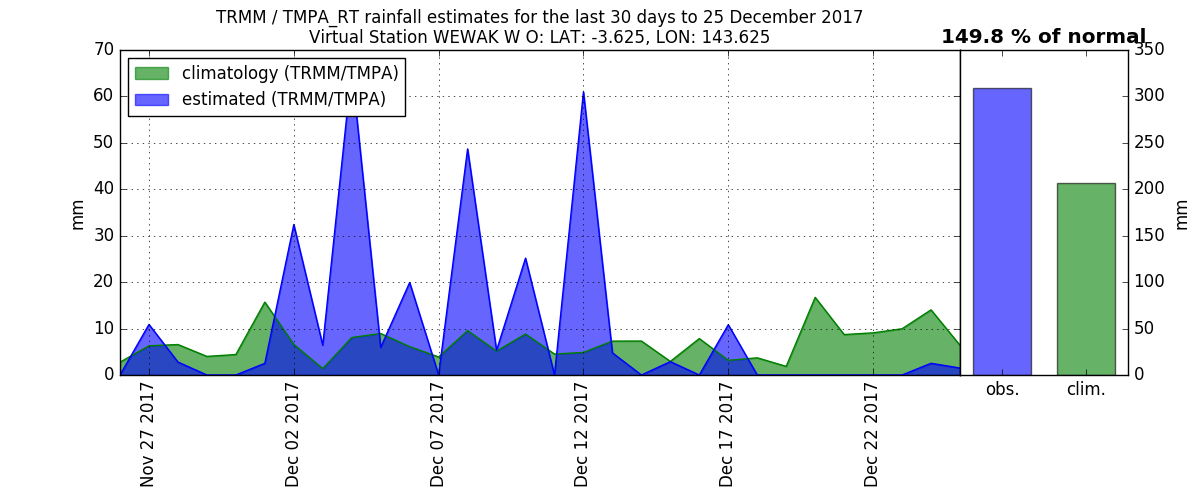 TRMM / TMPA_RT rainfall estimates for the last 30 days to 25 December 2017
Virtual Station WEWAK W O: LAT: -3.625, LON: 143.625
149.8 % of normal
climatology (TRMM/TMPA)
estimated (TRMM/TMPA)
70
60
50
40
30
20
10
0
mm
Nov 27 2017
Dec 02 2017
Dec 07 2017
Dec 12 2017
Dec 17 2017
Dec 22 2017
obs.
clim.
350
300
250
200
150
100
50
0
mm